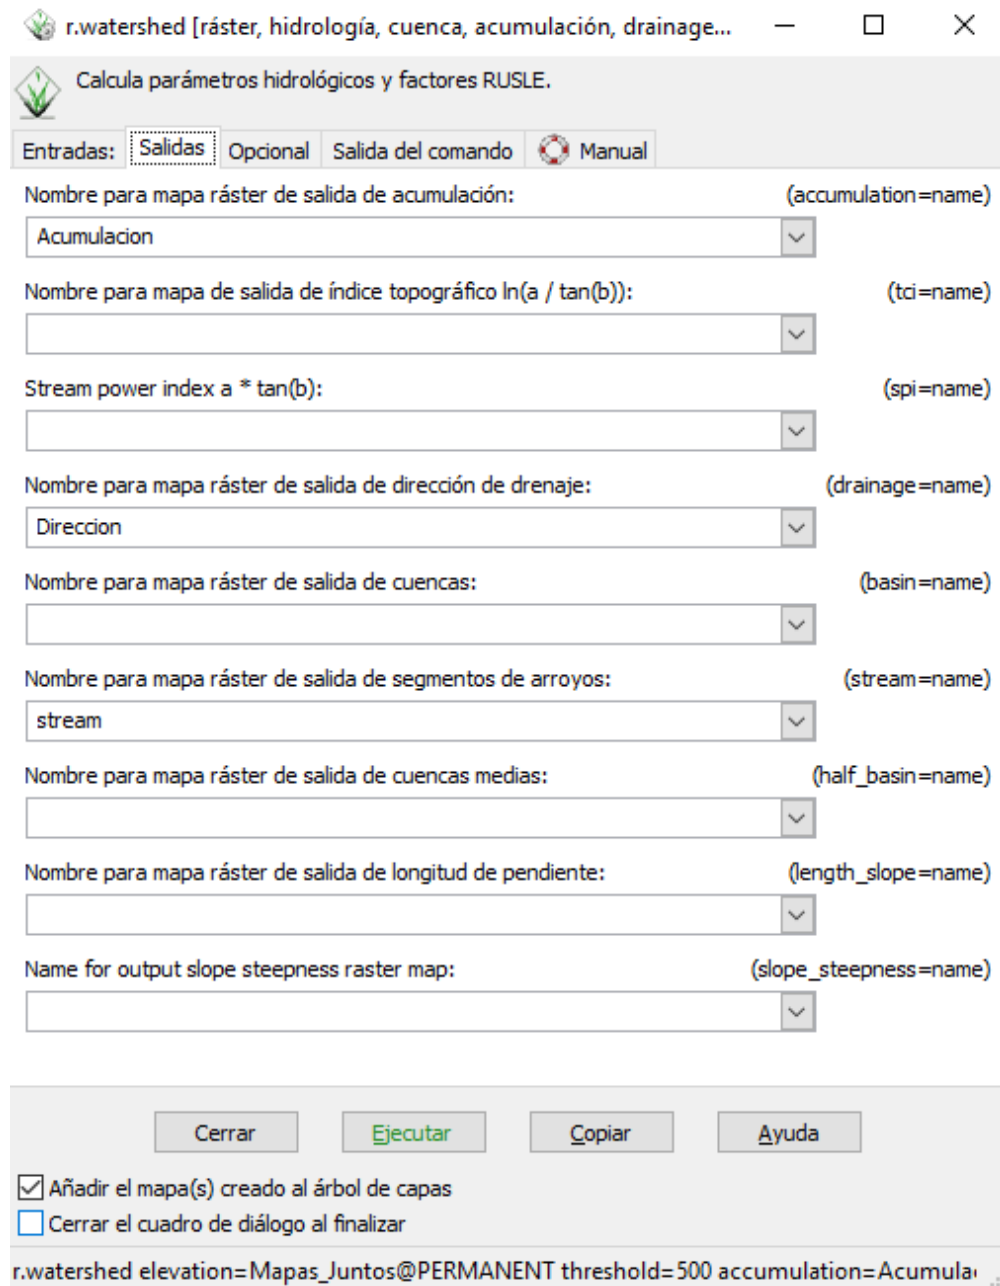 r.watershed [ráster, hidrología, cuenca, acumulación, drainage...
Calcula parámetros hidrológicos y factores RUSLE.
Entradas: Salidas Opcional Salida del comando Manual
Nombre para mapa ráster de salida de acumulación: (accumulation=name)
Acumulacion
Nombre para mapa de salida de índice topográfico ln(a / tan(b)): (tci=name)
Stream power index a * tan(b): (spi=name)
Nombre para mapa ráster de salida de dirección de drenaje: (drainage=name)
Direccion
Nombre para mapa ráster de salida de cuencas: (basin=name)
Nombre para mapa ráster de salida de segmentos de arroyos: (stream=name)
stream
Nombre para mapa ráster de salida de cuencas medias: (half_basin=name)
Nombre para mapa ráster de salida de longitud de pendiente: (length_slope=name)
Name for output slope steepness raster map: (slope_steepness=name)
Cerrar Ejecutar Copiar Ayuda
Añadir el mapa(s) creado al árbol de capas
Cerrar el cuadro de diálogo al finalizar
r.watershed elevation=Mapas_Juntos@PERMANENT threshold=500 accumulation=Acumula